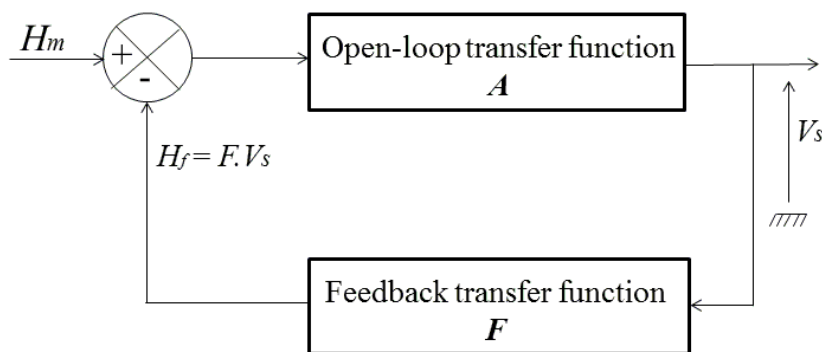 Hm
+
-
Open-loop transfer function
A
Vs
Hf = F.Vs
Feedback transfer function
F